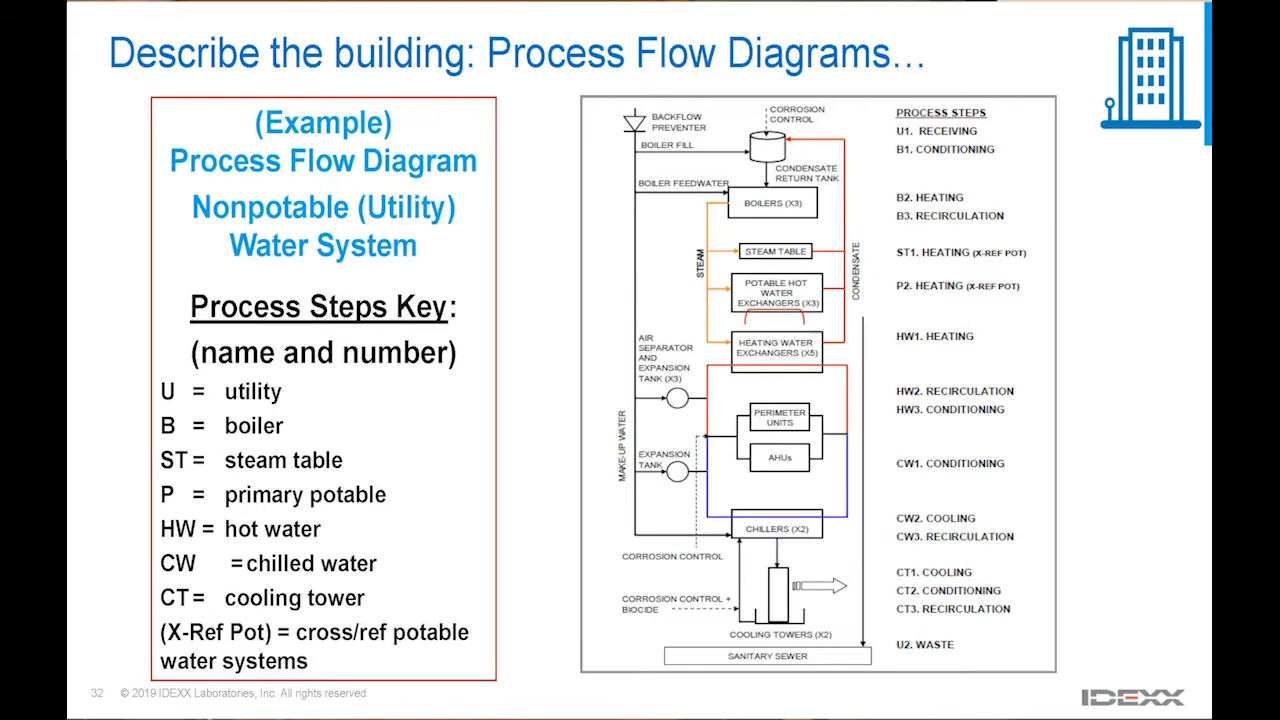 Describe the building: Process Flow Diagrams…
(Example)
Process Flow Diagram
Nonpotable (Utility)
Water System
Process Steps Key:
(name and number)
U = utility
B = boiler
ST = steam table
P = primary potable
HW = hot water
CW = chilled water
CT = cooling tower
(X-Ref Pot) = cross/ref potable
water systems
BACKFLOW
PREVENTER
CORROSION
CONTROL
BOILER FILL
CONDENSATE
RETURN TANK
BOILER FEEDWATER
BOILERS (X3)
STEAM
STEAM TABLE
CONDENSATE
POTABLE HOT
WATER
EXCHANGERS (X3)
HEATING WATER
EXCHANGERS (X5)
AIR
SEPARATOR
AND
EXPANSION
TANK (X3)
PERIMETER
UNITS
AHUs
MAKE-UP WATER
EXPANSION
TANK
CHILLERS (X2)
CORROSION CONTROL
CORROSION CONTROL +
BIOCIDE
COOLING TOWERS (X2)
SANITARY SEWER
PROCESS STEPS
U1. RECEIVING
B1. CONDITIONING
B2. HEATING
B3. RECIRCULATION
ST1. HEATING (X-REF POT)
P2. HEATING (X-REF POT)
HW1. HEATING
HW2. RECIRCULATION
HW3. CONDITIONING
CW1. CONDITIONING
CW2. COOLING
CW3. RECIRCULATION
CT1. COOLING
CT2. CONDITIONING
CT3. RECIRCULATION
U2. WASTE
32 © 2019 IDEXX Laboratories, Inc. All rights reserved.
IDEXX